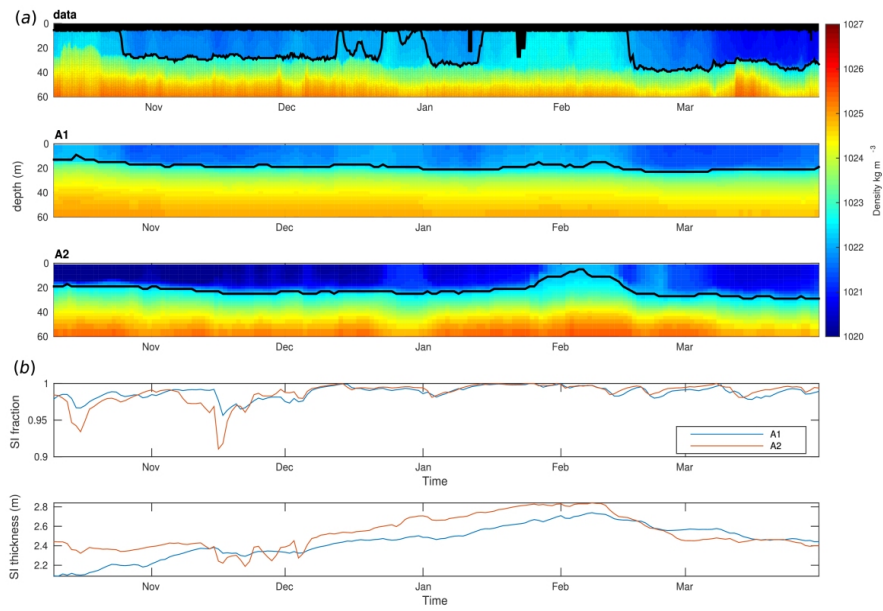 (a) data
0
20
40
60
Nov Dec Jan Feb Mar
A1
0
20
40
60
depth (m)
Nov Dec Jan Feb Mar
A2
0
20
40
60
Nov Dec Jan Feb Mar
1027
1026
1025
1024
1023
1022
1021
1020
Density kg m -3
(b)
1
0.95
0.9
SI fraction
A1
A2
Nov Dec Jan Feb Mar
Time
2.8
2.6
2.4
2.2
SI thickness (m)
Nov Dec Jan Feb Mar
Time